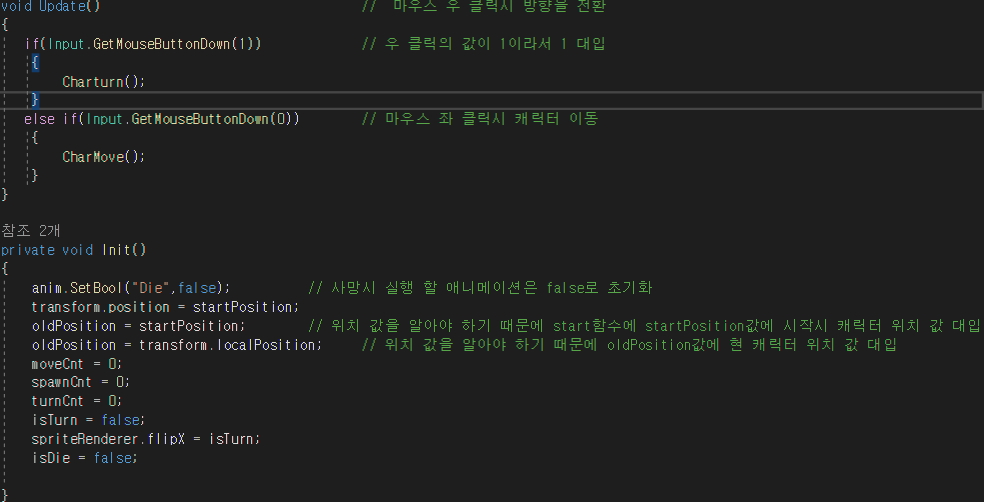 void Update() // 마우스 우 클릭시 방향을 전환
{
if(Input.GetMouseButtonDown(1)) // 우 클릭의 값이 1이라서 1 대입
{
Charturn();
}
else if(Input.GetMouseButtonDown(0)) // 마우스 좌 클릭시 캐릭터 이동
{
CharMove();
}
}
참조 2개
private void Init()
{
anim.SetBool("Die",false); // 사망시 실행 할 애니메이션은 false로 초기화
transform.position = startPosition;
oldPosition = startPosition; // 위치 값을 알아야 하기 때문에 start함수에 startPosition값에 시작시 캐릭터 위치 값 대입
oldPosition = transform.localPosition; // 위치 값을 알아야 하기 때문에 oldPosition값에 현 캐릭터 위치 값 대입
moveCnt = 0;
spawnCnt = 0;
turnCnt = 0;
isTurn = false;
spriteRenderer.flipX = isTurn;
isDie = false;
}